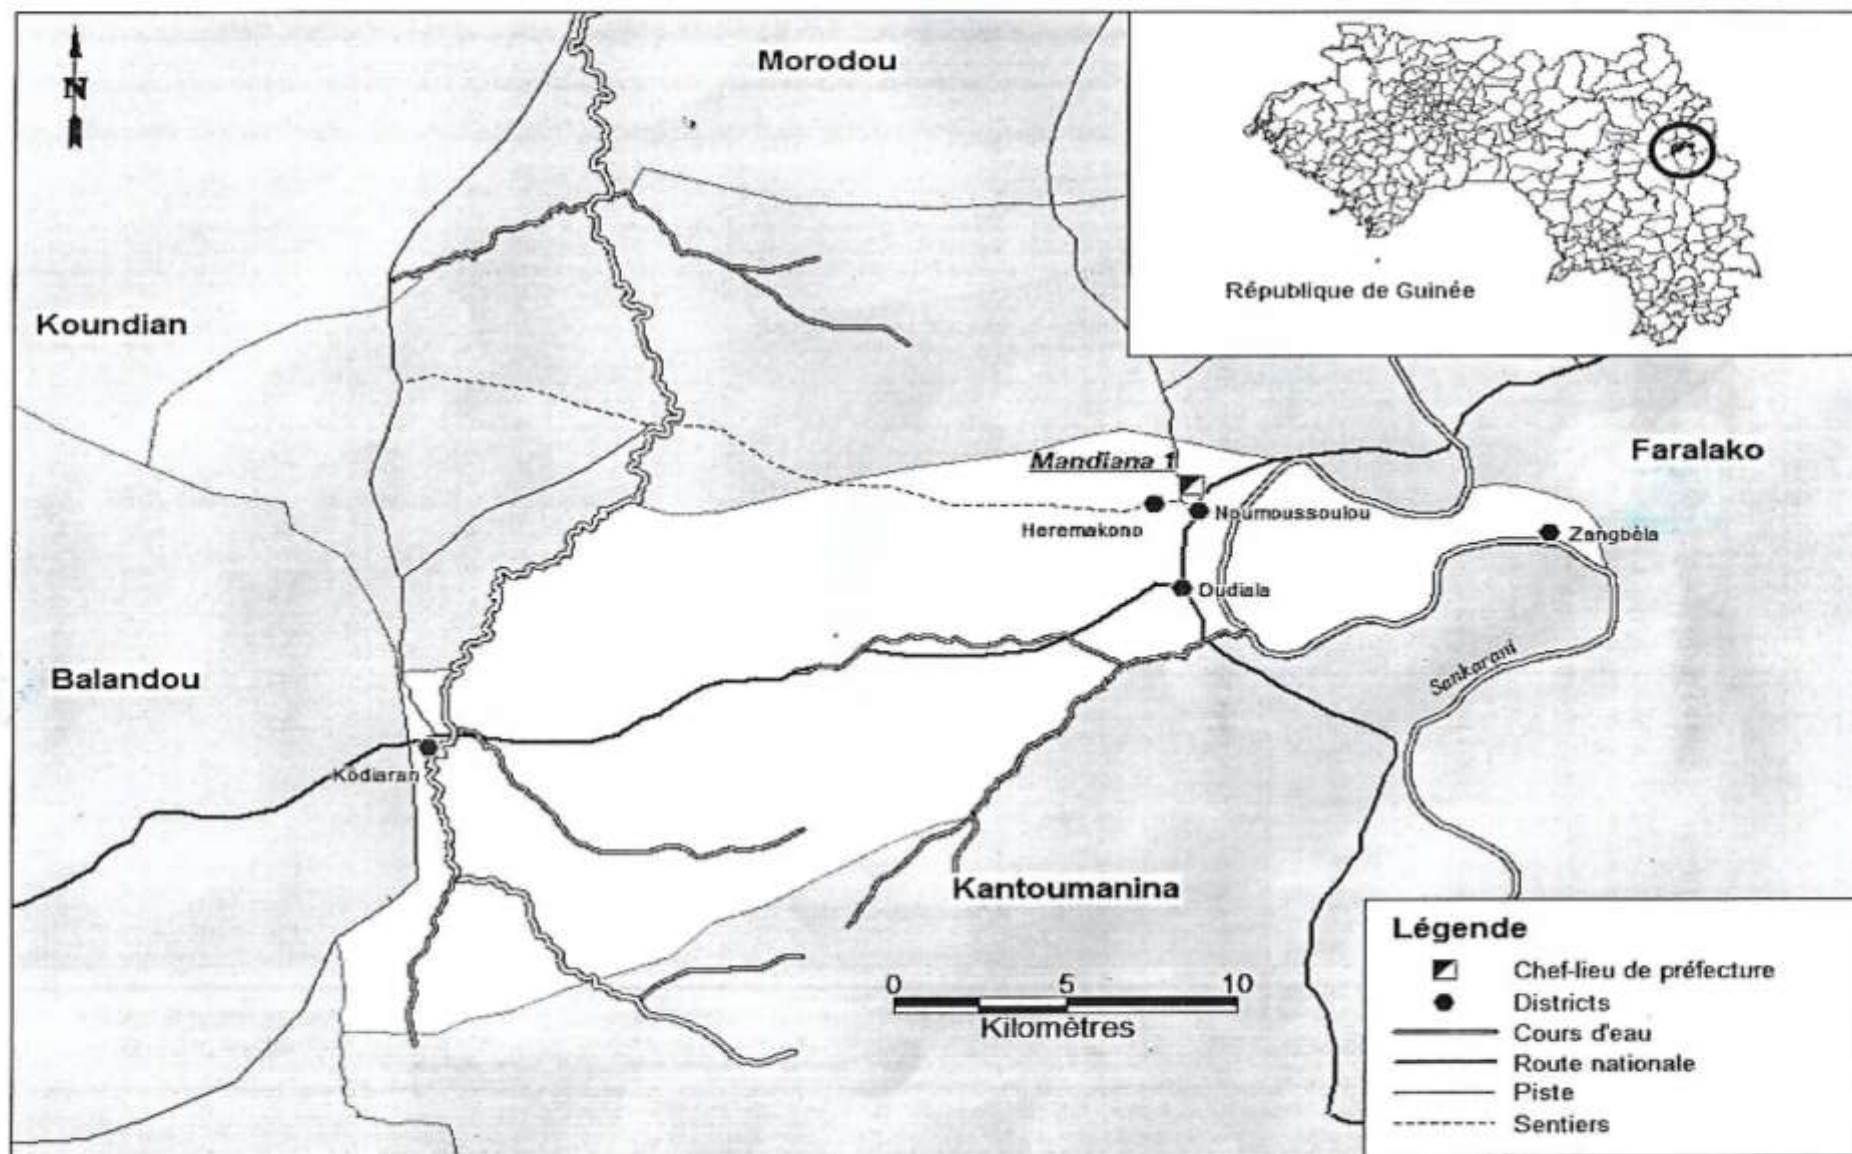 N
Morodou
République de Guinée
Koundian
Faralako
Mandiana 1
Heremakono
Noumoussoulou
Zangbèla
Dudiala
Balandou
Sankarani
Kòdiaran
Kantoumanina
0 5 10
Kilomètres
Légende
Chef-lieu de préfecture
Districts
Cours d'eau
Route nationale
Piste
Sentiers